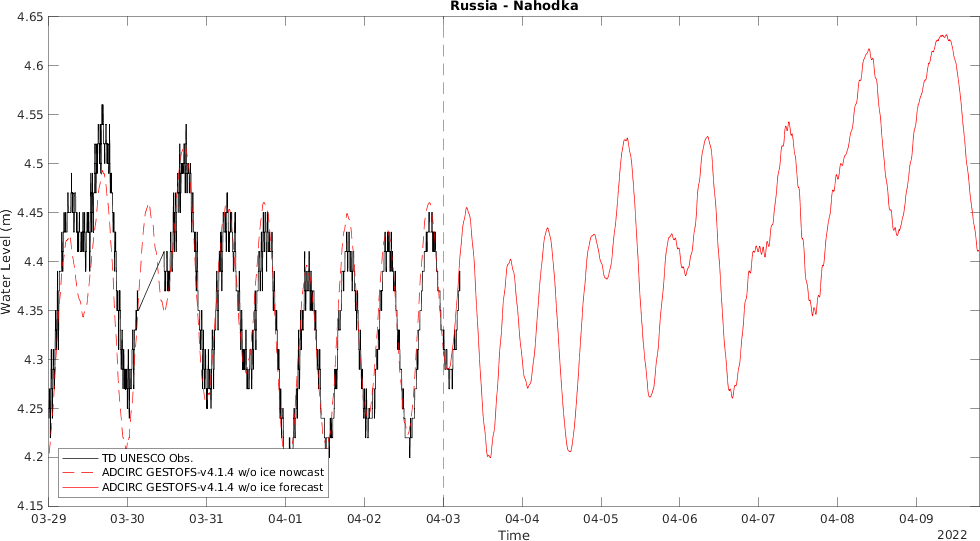 Russia - Nahodka
4.65
4.6
4.55
4.5
4.45
4.4
4.35
4.3
4.25
4.2
4.15
Water Level (m)
TD UNESCO Obs.
ADCIRC GESTOFS-v4.1.4 w/o ice nowcast
ADCIRC GESTOFS-v4.1.4 w/o ice forecast
03-29 03-30 03-31 04-01 04-02 04-03 04-04 04-05 04-06 04-07 04-08 04-09
Time
2022